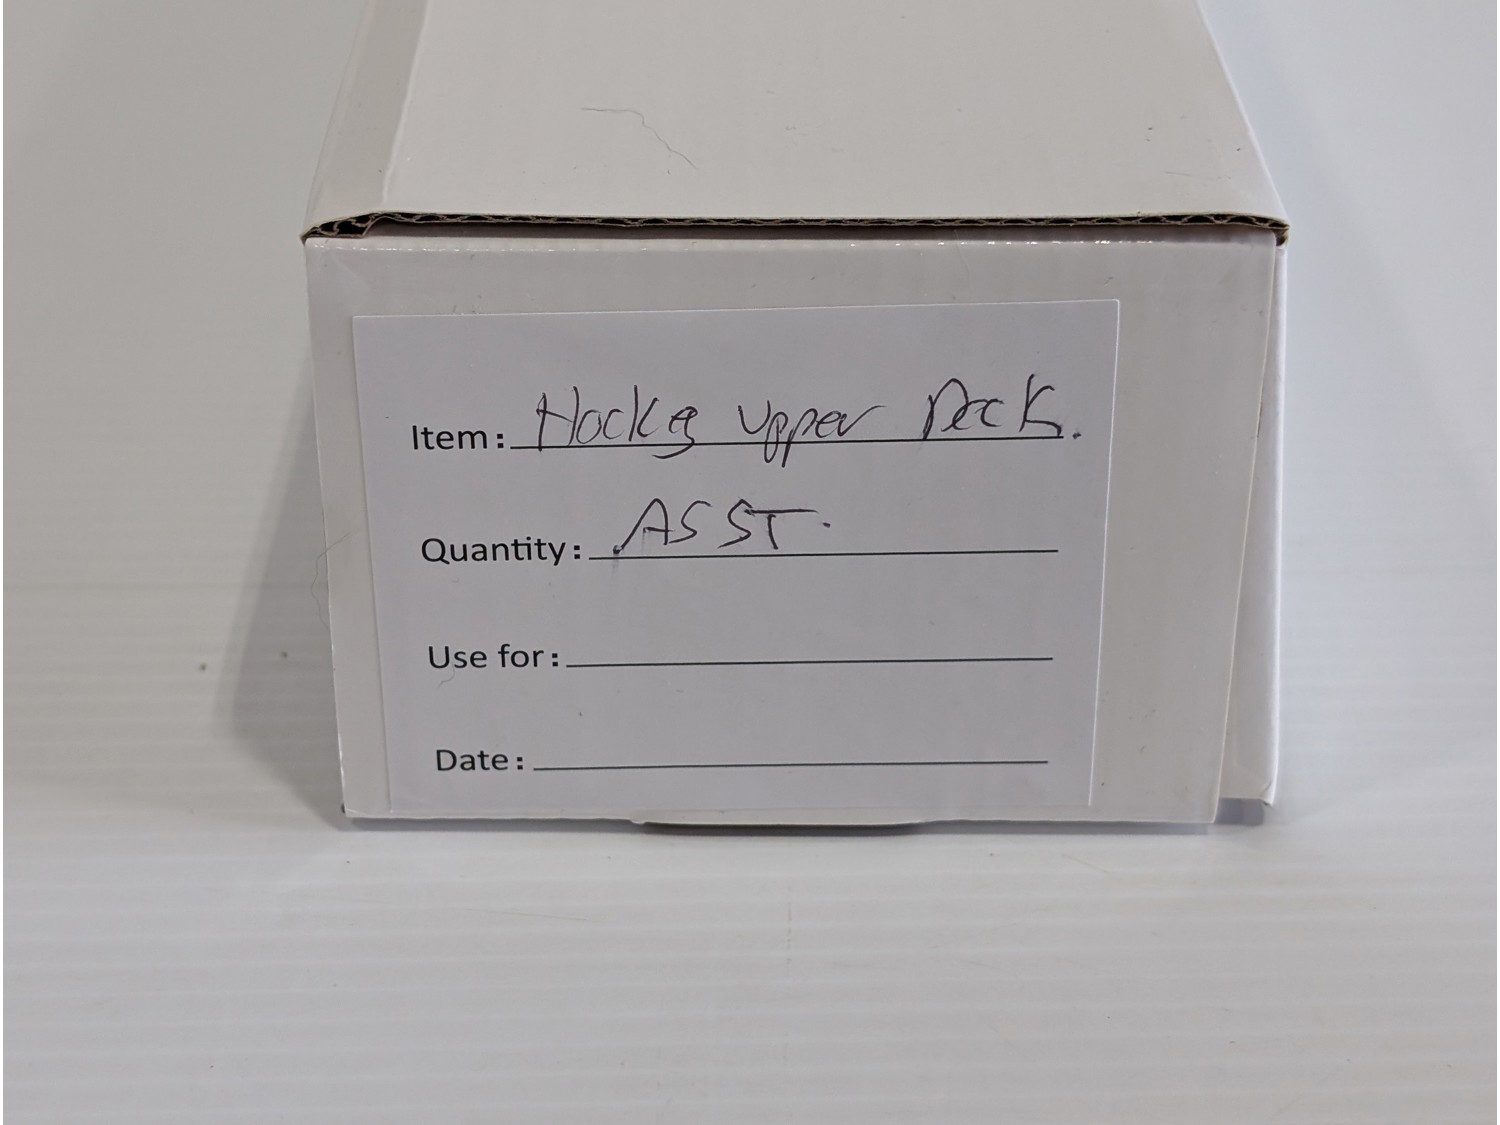 Item: Hockey Upper Deck.
Quantity: ASST.
Use for:
Date: